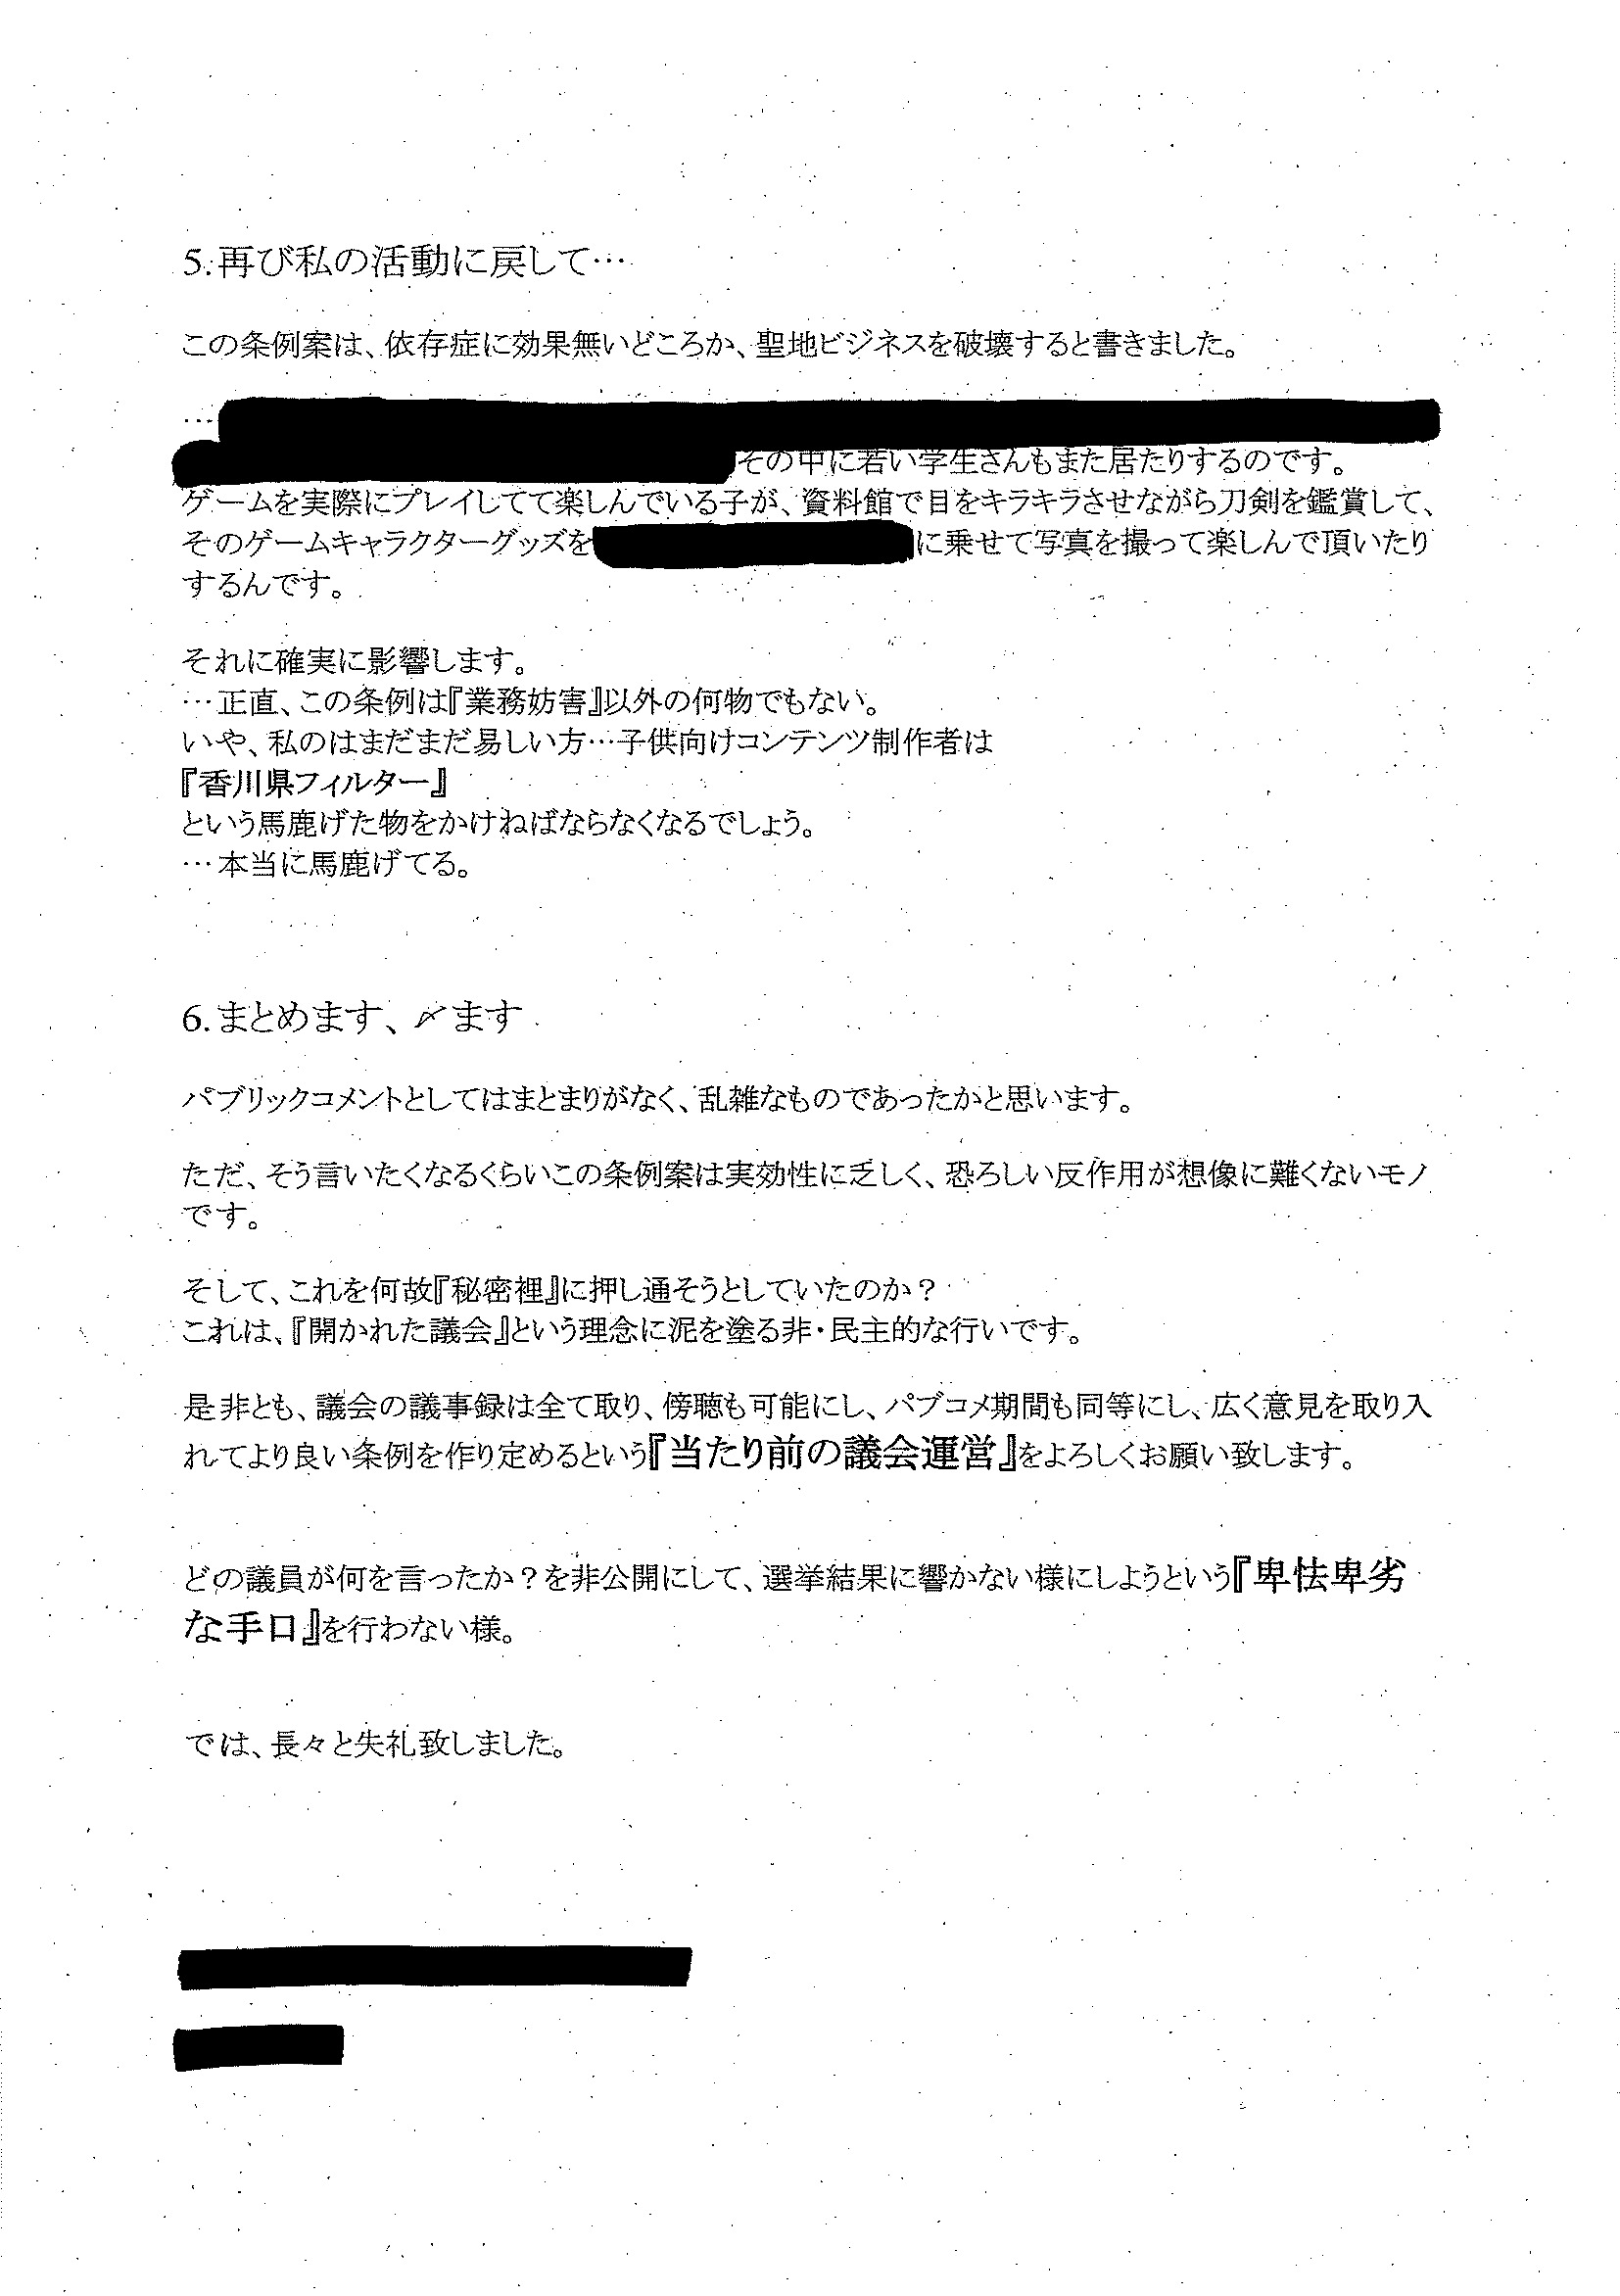 5.再び私の活動に戻して…
この条例案は、依存症に効果無いどころか、聖地ビジネスを破壊すると書きました。
…
その中に若い学生さんもまた居たりするのです。
ゲームを実際にプレイしてて楽しんでいる子が、資料館で目をキラキラさせながら刀剣を鑑賞して、
そのゲームキャラクターグッズを に乗せて写真を撮って楽しんで頂いたり
するんです。
それに確実に影響します。
…正直、この条例は『業務妨害』以外の何物でもない。
いや、私のはまだまだ易しい方…子供向けコンテンツ制作者は
『香川県フィルター』
という馬鹿げた物をかけねばならなくなるでしょう。
…本当に馬鹿げてる。
6.まとめます、〆ます
パブリックコメントとしてはまとまりがなく、乱雑なものであったかと思います。
ただ、そう言いたくなるくらいこの条例案は実効性に乏しく、恐ろしい反作用が想像に難くないモノ
です。
そして、これを何故『秘密裡』に押し通そうとしていたのか？
これは、『開かれた議会』という理念に泥を塗る非・民主的な行いです。
是非とも、議会の議事録は全て取り、傍聴も可能にし、パブコメ期間も同等にし、広く意見を取り入
れてより良い条例を作り定めるという『当たり前の議会運営』をよろしくお願い致します。
どの議員が何を言ったか？を非公開にして、選挙結果に響かない様にしようという『卑怯卑劣
な手口』を行わない様。
では、長々と失礼致しました。